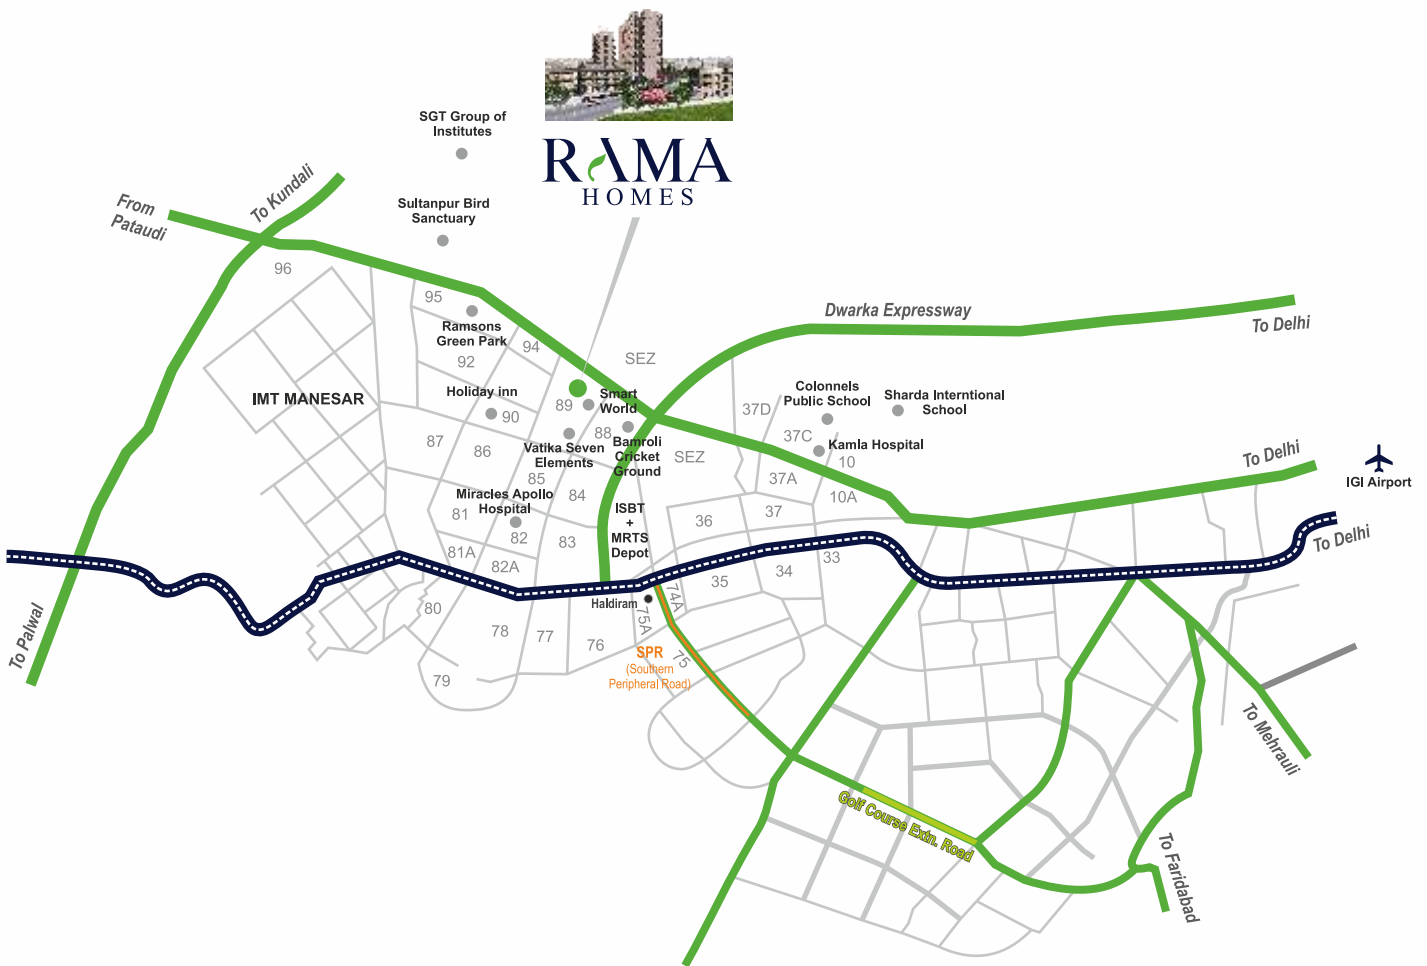 RAMA
HOMES
SGT Group of
Institutes
To Kundali
From
Pataudi
Sultanpur Bird
Sanctuary
96
95
Ramsons
Green Park
94
92
SEZ
Dwarka Expressway
To Delhi
IMT MANESAR
Holiday inn
90
89
Smart
World
88
37D
Colonnels
Public School
Sharda Interntional
School
37C
Kamla Hospital
87
86
Vatika Seven
Elements
Bamroli
Cricket
Ground
SEZ
10
To Delhi
IGI Airport
85
37A
10A
Miracles Apollo
Hospital
84
81
82
83
ISBT
+
MRTS
Depot
36
37
To Delhi
81A
82A
35
34
33
Haldiram
74A
75A
80
78
77
76
75
79
To Palwal
SPR
(Southern
Peripheral Road)
To Mehrauli
Golf Course Extn. Road
To Faridabad